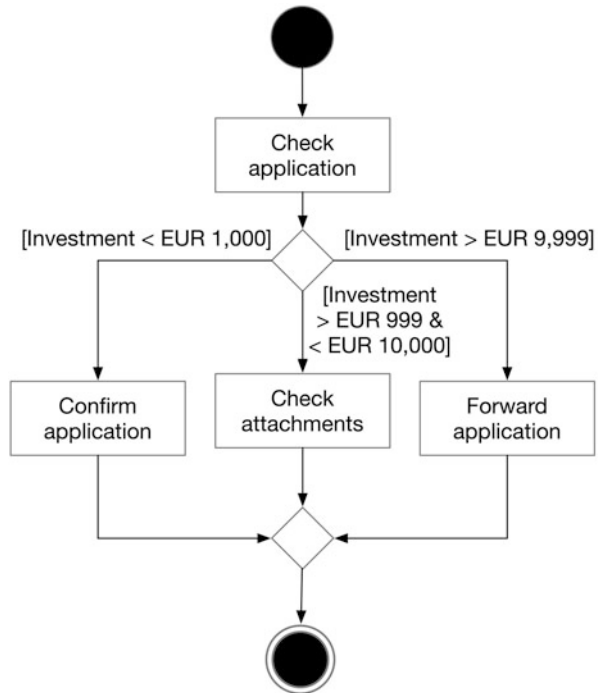 Check
application
[Investment < EUR 1,000]
[Investment > EUR 9,999]
[Investment
> EUR 999 &
< EUR 10,000]
Confirm
application
Check
attachments
Forward
application